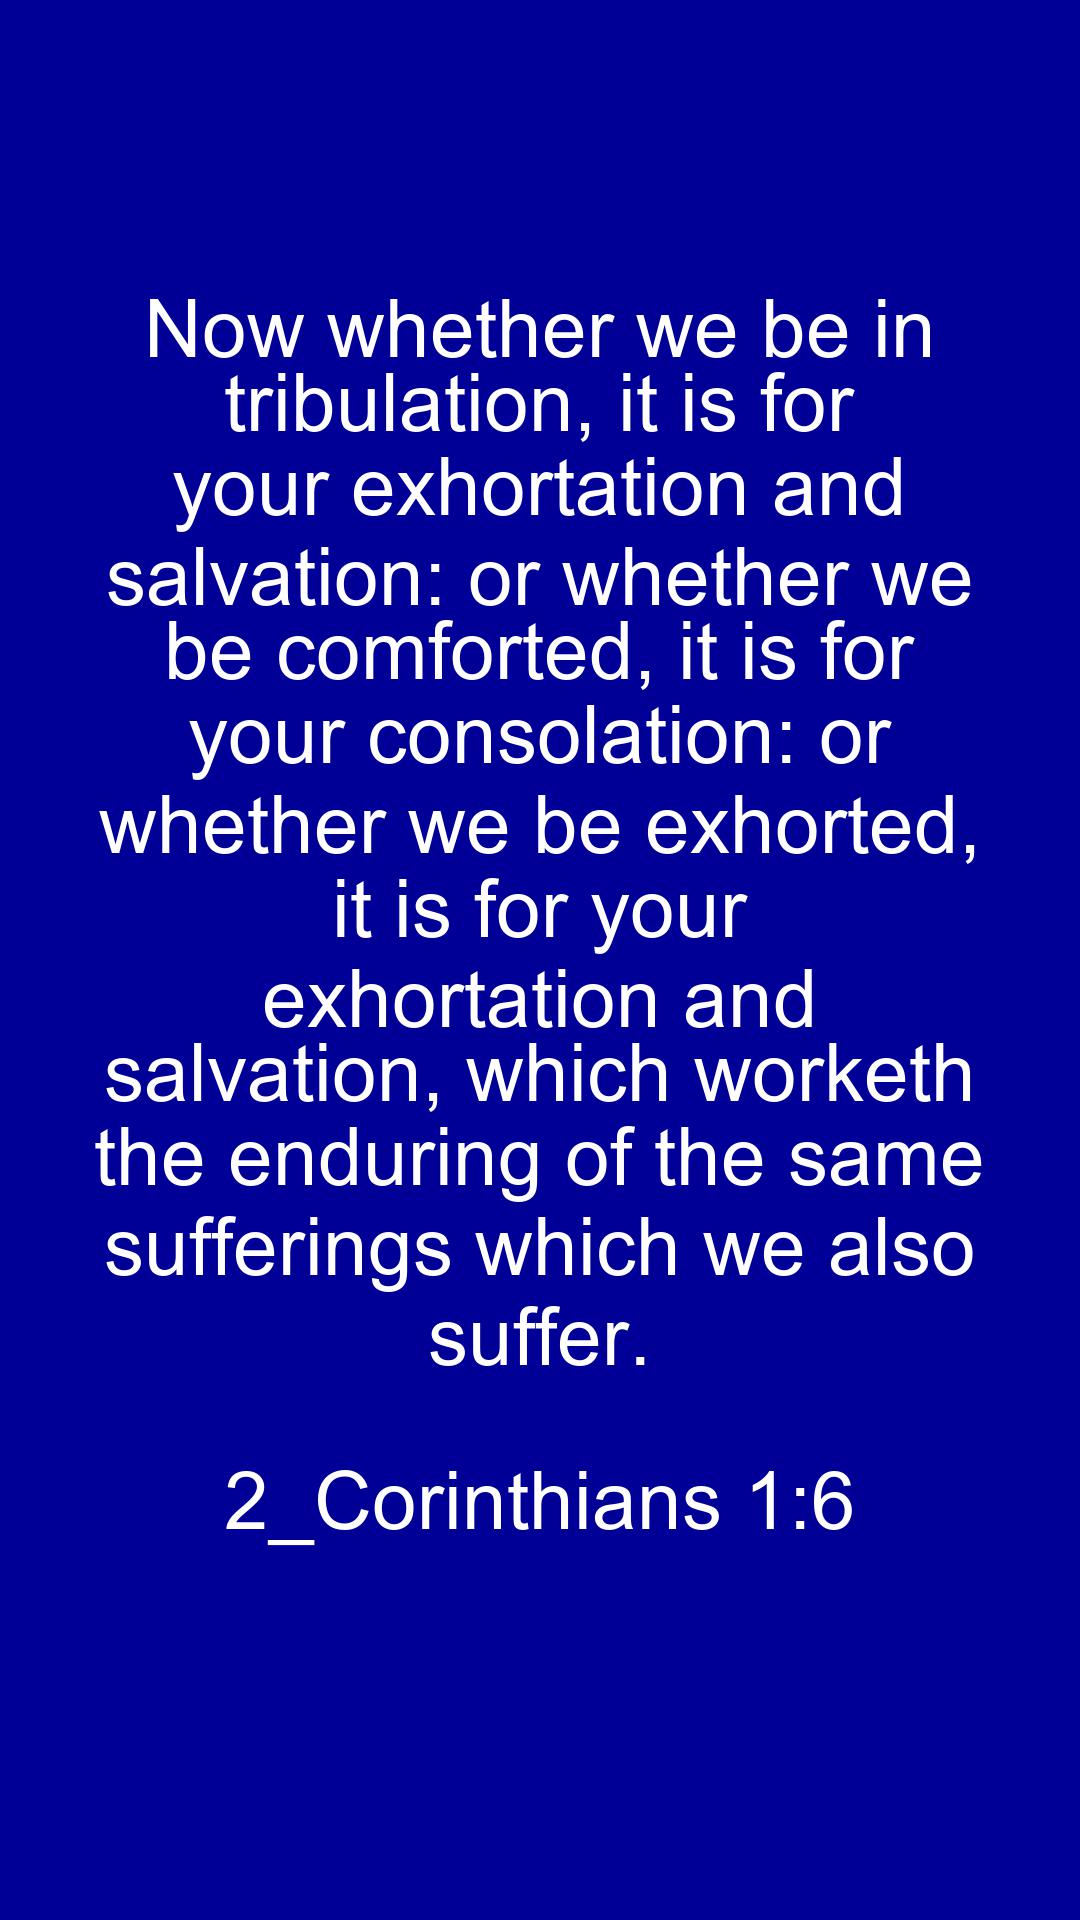 Now whether we be in
tribulation, it is for
your exhortation and
salvation: or whether we
be comforted, it is for
your consolation: or
whether we be exhorted,
it is for your
exhortation and
salvation, which worketh
the enduring of the same
sufferings which we also
suffer.
2_Corinthians 1:6